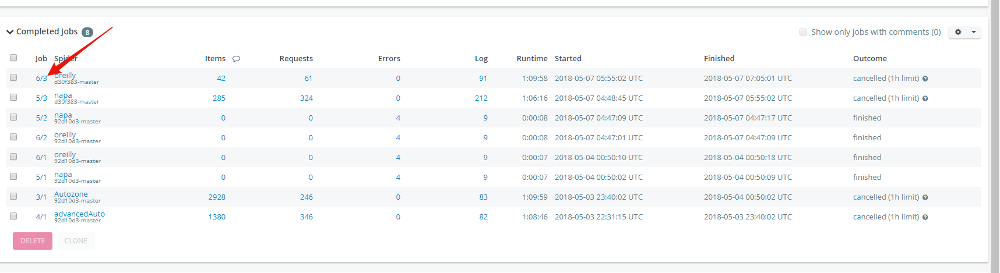 Completed Jobs 8 Show only jobs with comments (0)
Job Spider Items Requests Errors Log Runtime Started Finished Outcome
6/3 oreilly 42 61 0 91 1:09:58 2018-05-07 05:55:02 UTC 2018-05-07 07:05:01 UTC cancelled (1h limit) ?
d30f383-master
5/3 napa 285 324 0 212 1:06:16 2018-05-07 04:48:45 UTC 2018-05-07 05:55:02 UTC cancelled (1h limit) ?
d30f383-master
5/2 napa 0 0 4 9 0:00:08 2018-05-07 04:47:09 UTC 2018-05-07 04:47:17 UTC finished
92d10d3-master
6/2 oreilly 0 0 4 9 0:00:08 2018-05-07 04:47:01 UTC 2018-05-07 04:47:09 UTC finished
92d10d3-master
6/1 oreilly 0 0 4 9 0:00:07 2018-05-04 00:50:10 UTC 2018-05-04 00:50:18 UTC finished
92d10d3-master
5/1 napa 0 0 4 9 0:00:07 2018-05-04 00:50:02 UTC 2018-05-04 00:50:09 UTC finished
92d10d3-master
3/1 Autozone 2928 246 0 83 1:09:59 2018-05-03 23:40:02 UTC 2018-05-04 00:50:02 UTC cancelled (1h limit) ?
92d10d3-master
4/1 advancedAuto 1380 346 0 82 1:08:46 2018-05-03 22:31:15 UTC 2018-05-03 23:40:02 UTC cancelled (1h limit) ?
92d10d3-master
DELETE CLONE